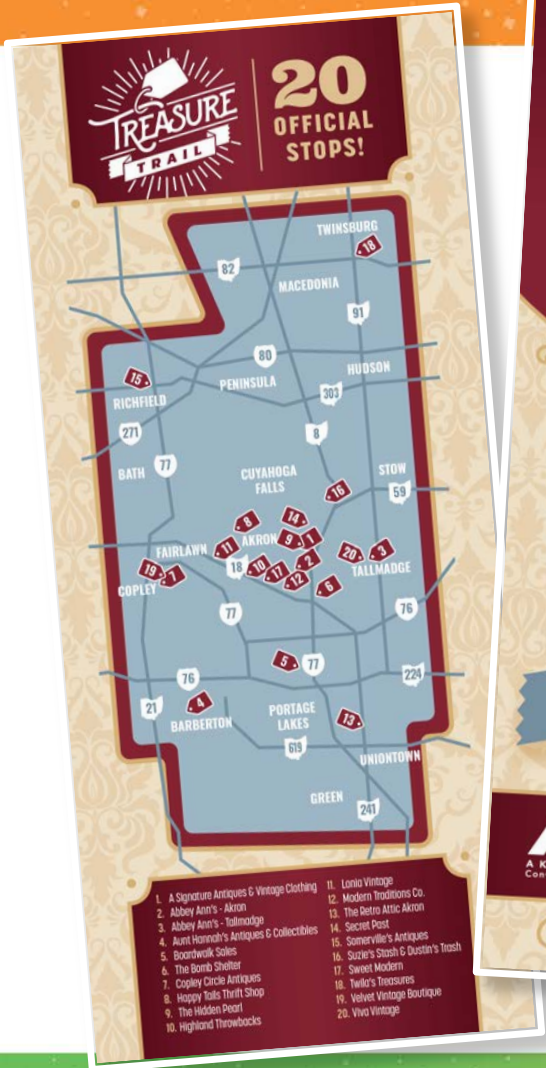 TREASURE
TRAIL
20
OFFICIAL
STOPS!
TWINSBURG
18
82
MACEDONIA
91
80
HUDSON
15
PENINSULA
303
RICHFIELD
271
8
BATH
77
CUYAHOGA
FALLS
STOW
16
59
8
14
AKRON
9
1
FAIRLAWN
11
18
10
17
2
12
20
3
TALLMADGE
19
7
COPLEY
6
77
76
5
77
76
224
21
4
BARBERTON
PORTAGE
LAKES
13
619
UNIONTOWN
GREEN
241
1. A Signature Antiques & Vintage Clothing
2. Abbey Ann's - Akron
3. Abbey Ann's - Tallmadge
4. Aunt Hannah's Antiques & Collectibles
5. Boardwalk Sales
6. The Bomb Shelter
7. Copley Circle Antiques
8. Happy Tails Thrift Shop
9. The Hidden Pearl
10. Highland Throwbacks
11. Lonia Vintage
12. Modern Traditions Co.
13. The Retro Attic Akron
14. Secret Past
15. Somerville's Antiques
16. Suzie's Stash & Dustin's Trash
17. Sweet Modern
18. Twila's Treasures
19. Velvet Vintage Boutique
20. Viva Vintage